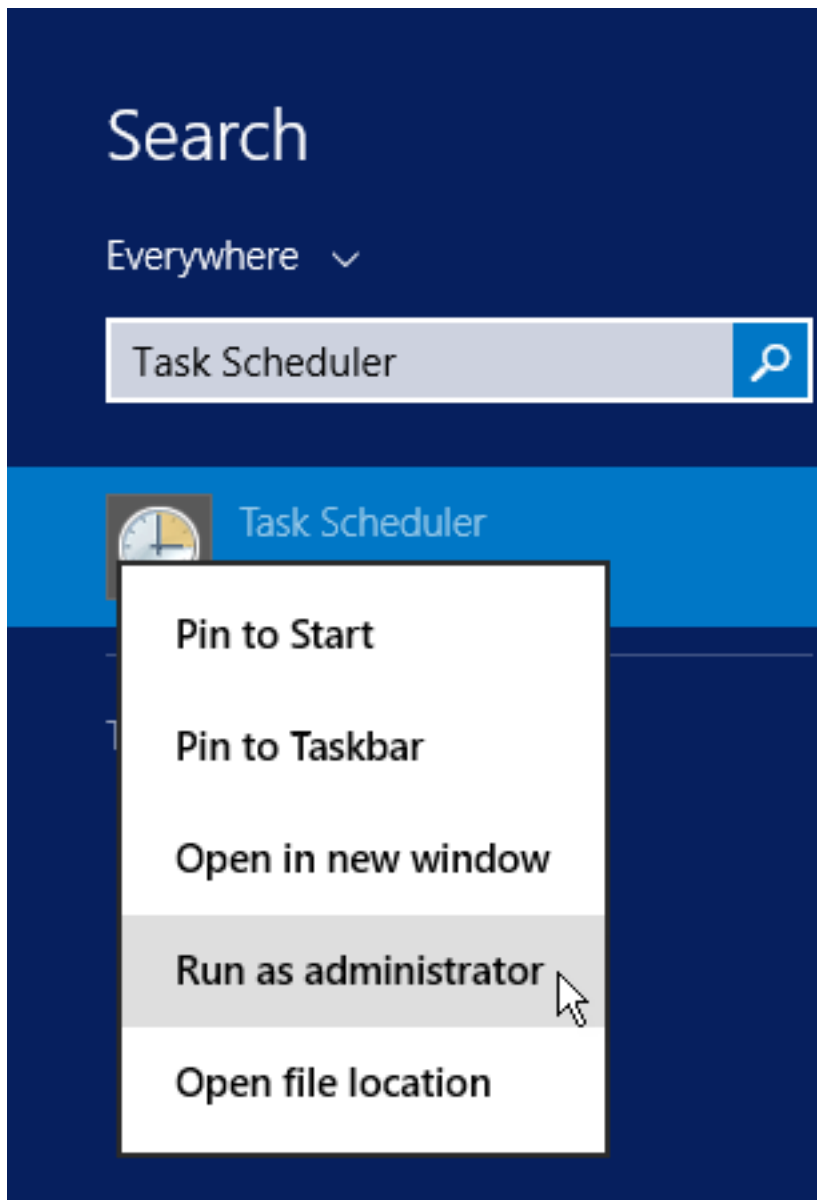 Search
Everywhere
Task Scheduler
Task Scheduler
Pin to Start
Pin to Taskbar
Open in new window
Run as administrator
Open file location